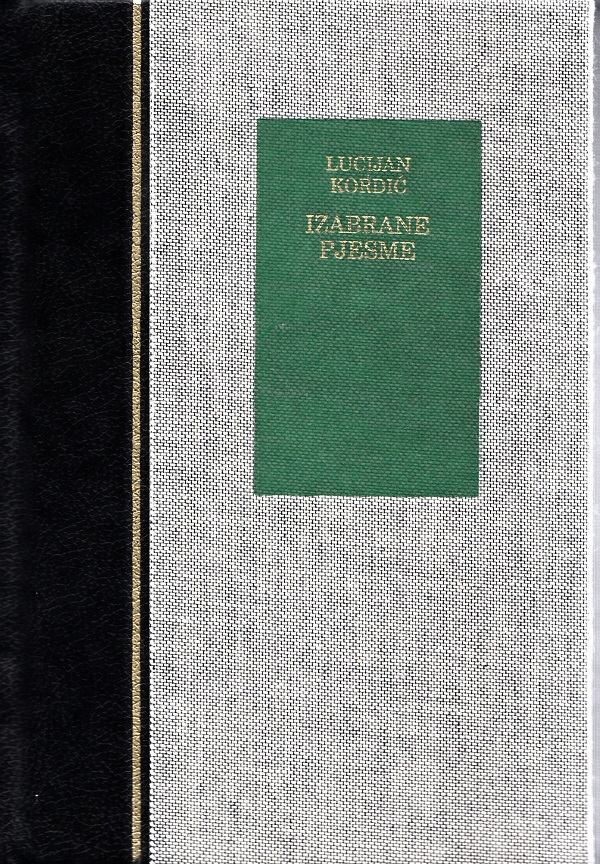 LUCIJAN
KORDIĆ
IZABRANE
PJESME